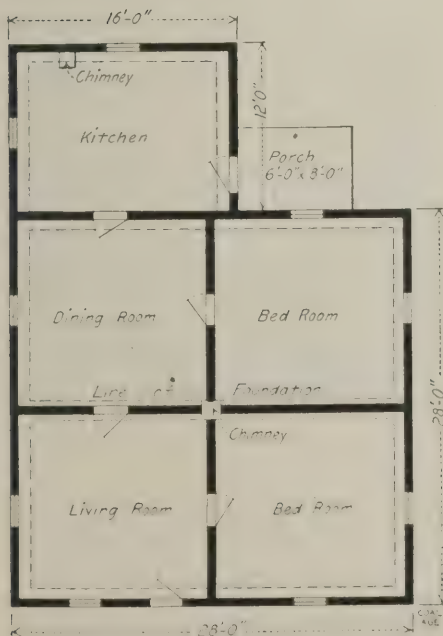 16'-0"
Chimney
12'0"
Kitchen
Porch
6'-0" x 8'-0"
Dining Room
Bed Room
Line of Foundation
28'-0"
Chimney
Living Room
Bed Room
28'-0"